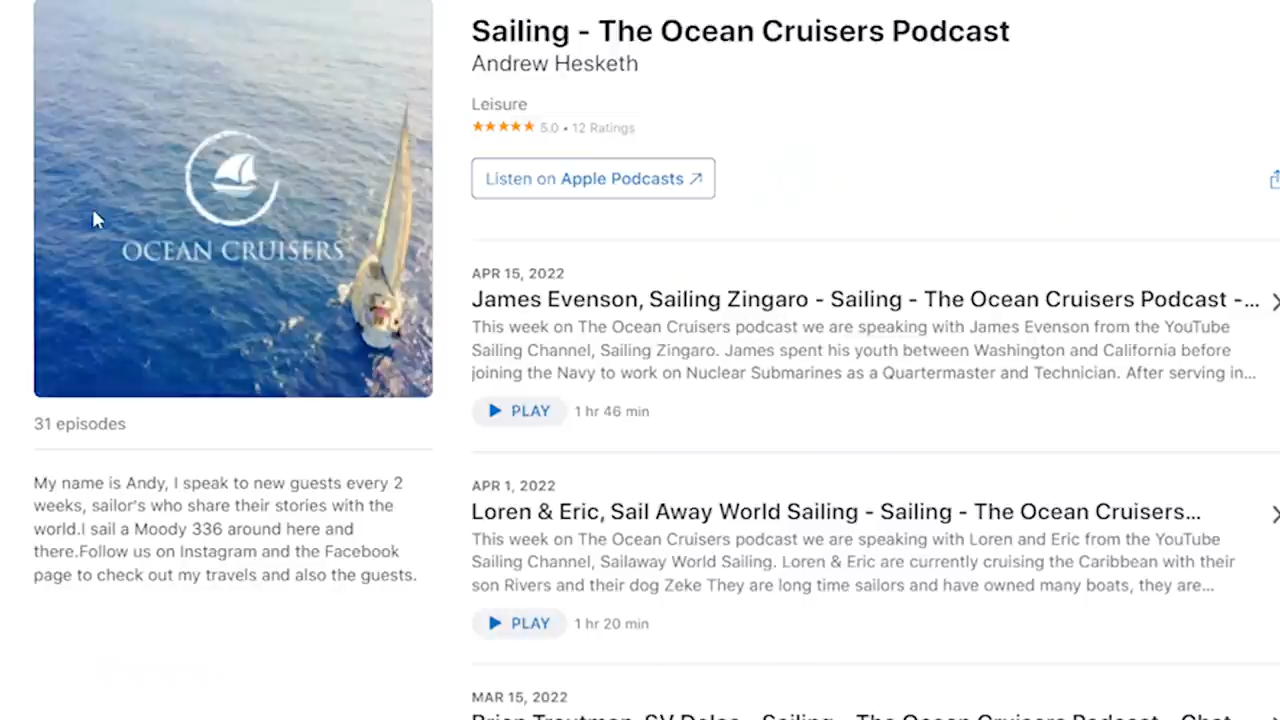 Sailing - The Ocean Cruisers Podcast
Andrew Hesketh
Leisure
★★★★★ 5.0 • 12 Ratings
Listen on Apple Podcasts ↗
OCEAN CRUISERS
31 episodes
My name is Andy, I speak to new guests every 2
weeks, sailor's who share their stories with the
world.I sail a Moody 336 around here and
there.Follow us on Instagram and the Facebook
page to check out my travels and also the guests.
APR 15, 2022
James Evenson, Sailing Zingaro - Sailing - The Ocean Cruisers Podcast -...
This week on The Ocean Cruisers podcast we are speaking with James Evenson from the YouTube
Sailing Channel, Sailing Zingaro. James spent his youth between Washington and California before
joining the Navy to work on Nuclear Submarines as a Quartermaster and Technician. After serving in...
PLAY 1 hr 46 min
APR 1, 2022
Loren & Eric, Sail Away World Sailing - Sailing - The Ocean Cruisers...
This week on The Ocean Cruisers podcast we are speaking with Loren and Eric from the YouTube
Sailing Channel, Sailaway World Sailing. Loren & Eric are currently cruising the Caribbean with their
son Rivers and their dog Zeke They are long time sailors and have owned many boats, they are...
PLAY 1 hr 20 min
MAR 15, 2022
Brian Trautman, SV Delos - Sailing - The Ocean Cruisers Podcast - Chat